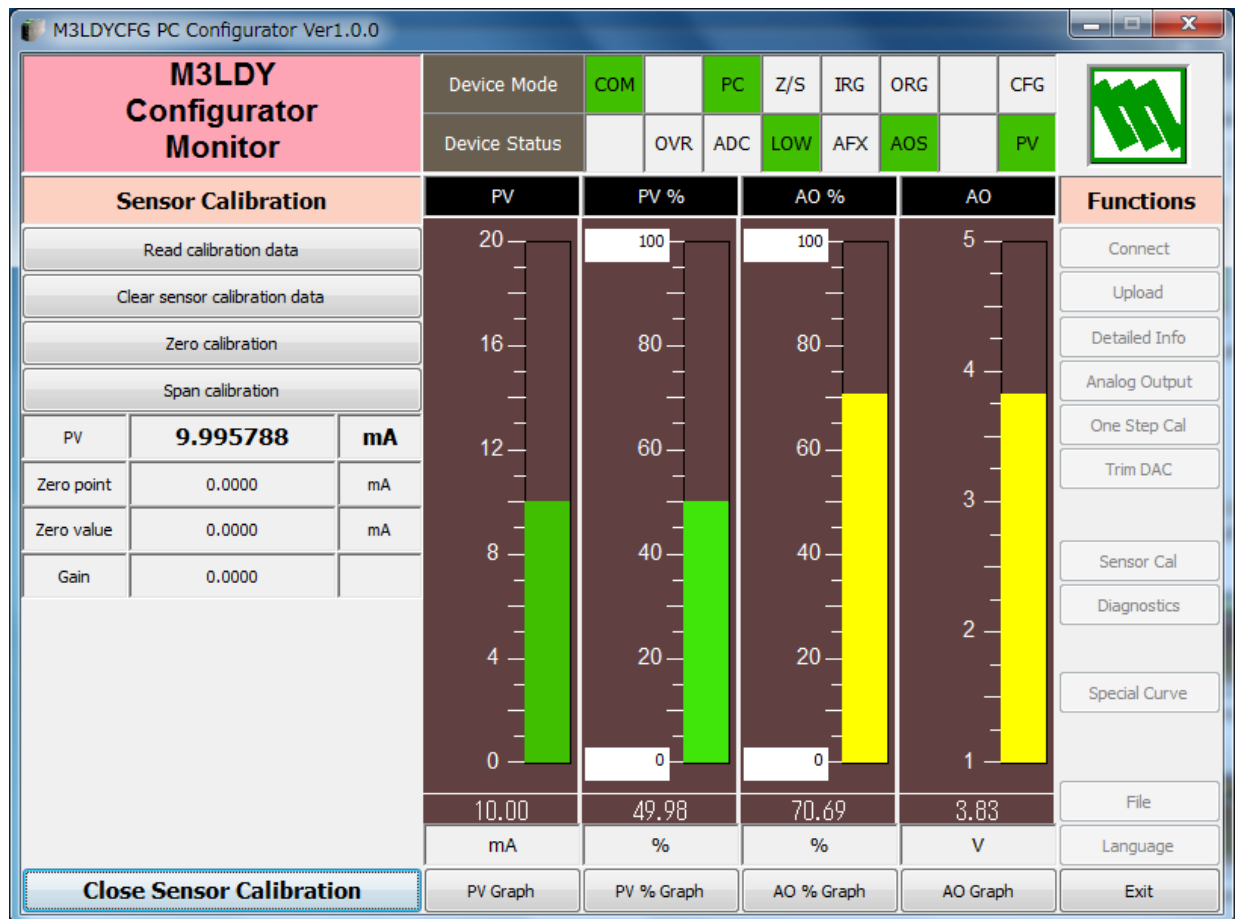 M3LDYCFG PC Configurator Ver1.0.0
M3LDY
Configurator
Monitor
Device Mode COM PC Z/S IRG ORG CFG
Device Status OVR ADC LOW AFX AOS PV
Sensor Calibration
Read calibration data
Clear sensor calibration data
Zero calibration
Span calibration
PV 9.995788 mA
Zero point 0.0000 mA
Zero value 0.0000 mA
Gain 0.0000
Close Sensor Calibration
PV
20
16
12
8
4
0
10.00
mA
PV Graph
PV %
100
80
60
40
20
0
49.98
%
PV % Graph
AO %
100
80
60
40
20
0
70.69
%
AO % Graph
AO
5
4
3
2
1
3.83
V
AO Graph
Functions
Connect
Upload
Detailed Info
Analog Output
One Step Cal
Trim DAC
Sensor Cal
Diagnostics
Special Curve
File
Language
Exit